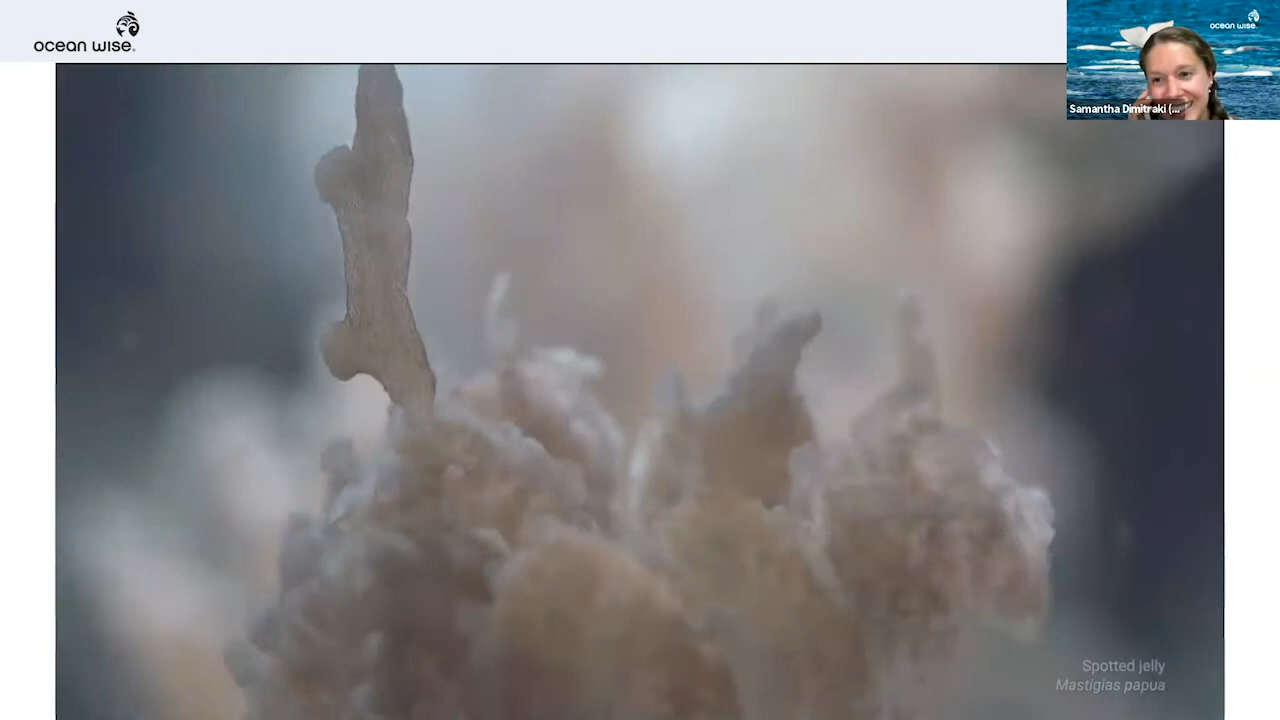 ocean wise
ocean wise
Samantha Dimitraki (...
Spotted jelly
Mastigias papua